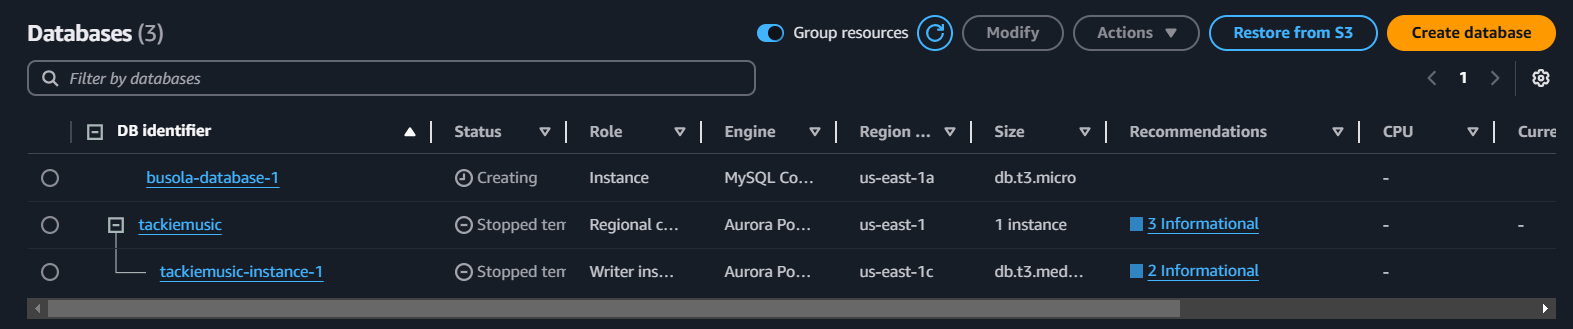 Databases (3) Group resources Modify Actions Restore from S3 Create database
Filter by databases 1
DB identifier Status Role Engine Region ... Size Recommendations CPU Curre
busola-database-1 Creating Instance MySQL Co... us-east-1a db.t3.micro -
tackiemusic Stopped tem Regional c... Aurora Po... us-east-1 1 instance 3 Informational - -
tackiemusic-instance-1 Stopped tem Writer ins... Aurora Po... us-east-1c db.t3.med... 2 Informational -